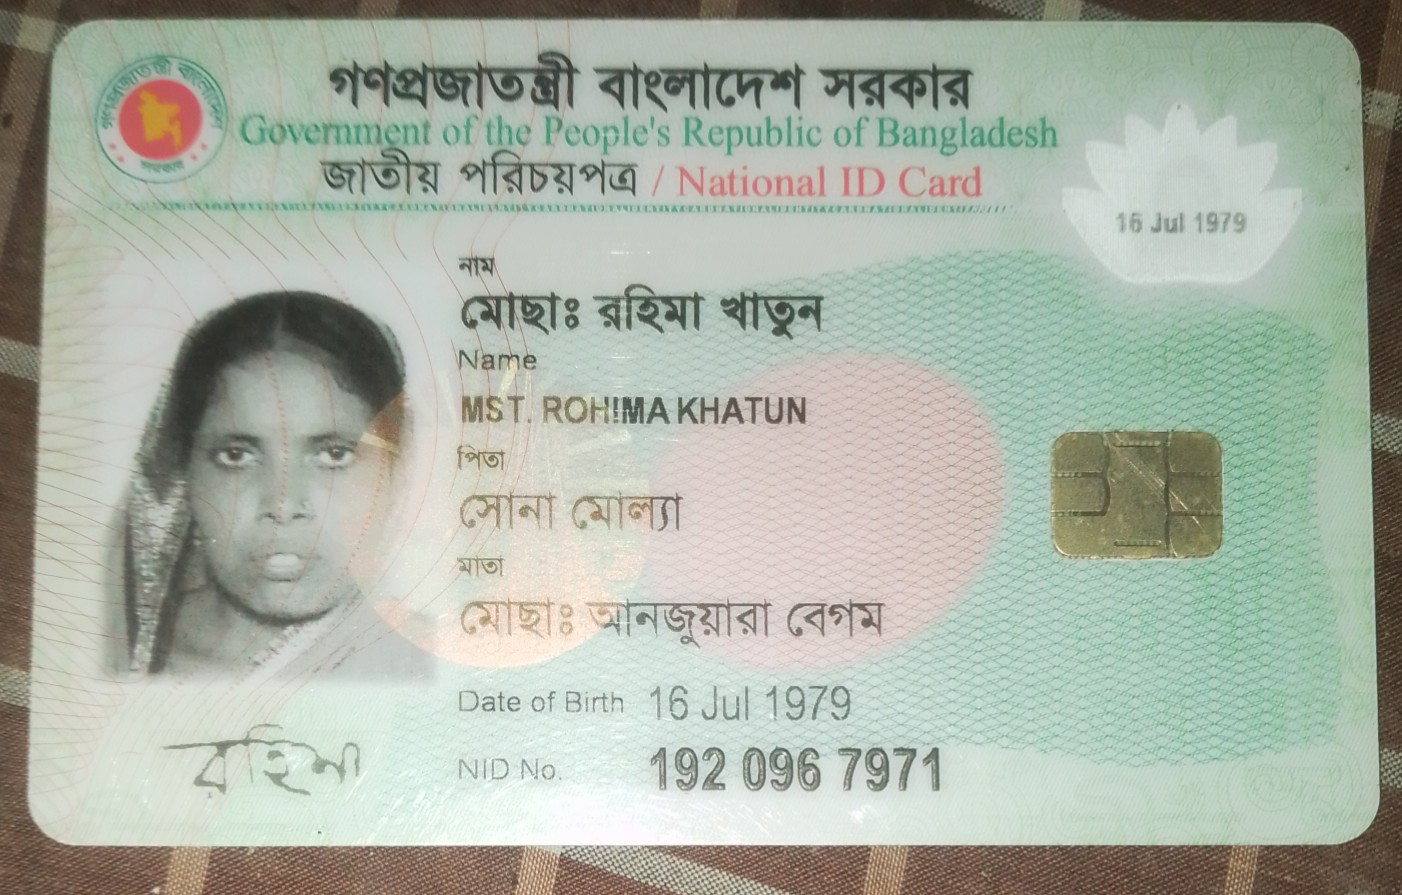 গণপ্রজাতন্ত্রী বাংলাদেশ সরকার
Government of the People's Republic of Bangladesh
জাতীয় পরিচয়পত্র / National ID Card
16 Jul 1979
নাম
মোছাঃ রহিমা খাতুন
Name
MST. ROHIMA KHATUN
পিতা
সোনা মোল্যা
মাতা
মোছাঃ আনজুয়ারা বেগম
Date of Birth 16 Jul 1979
রহিমা
NID No. 192 096 7971